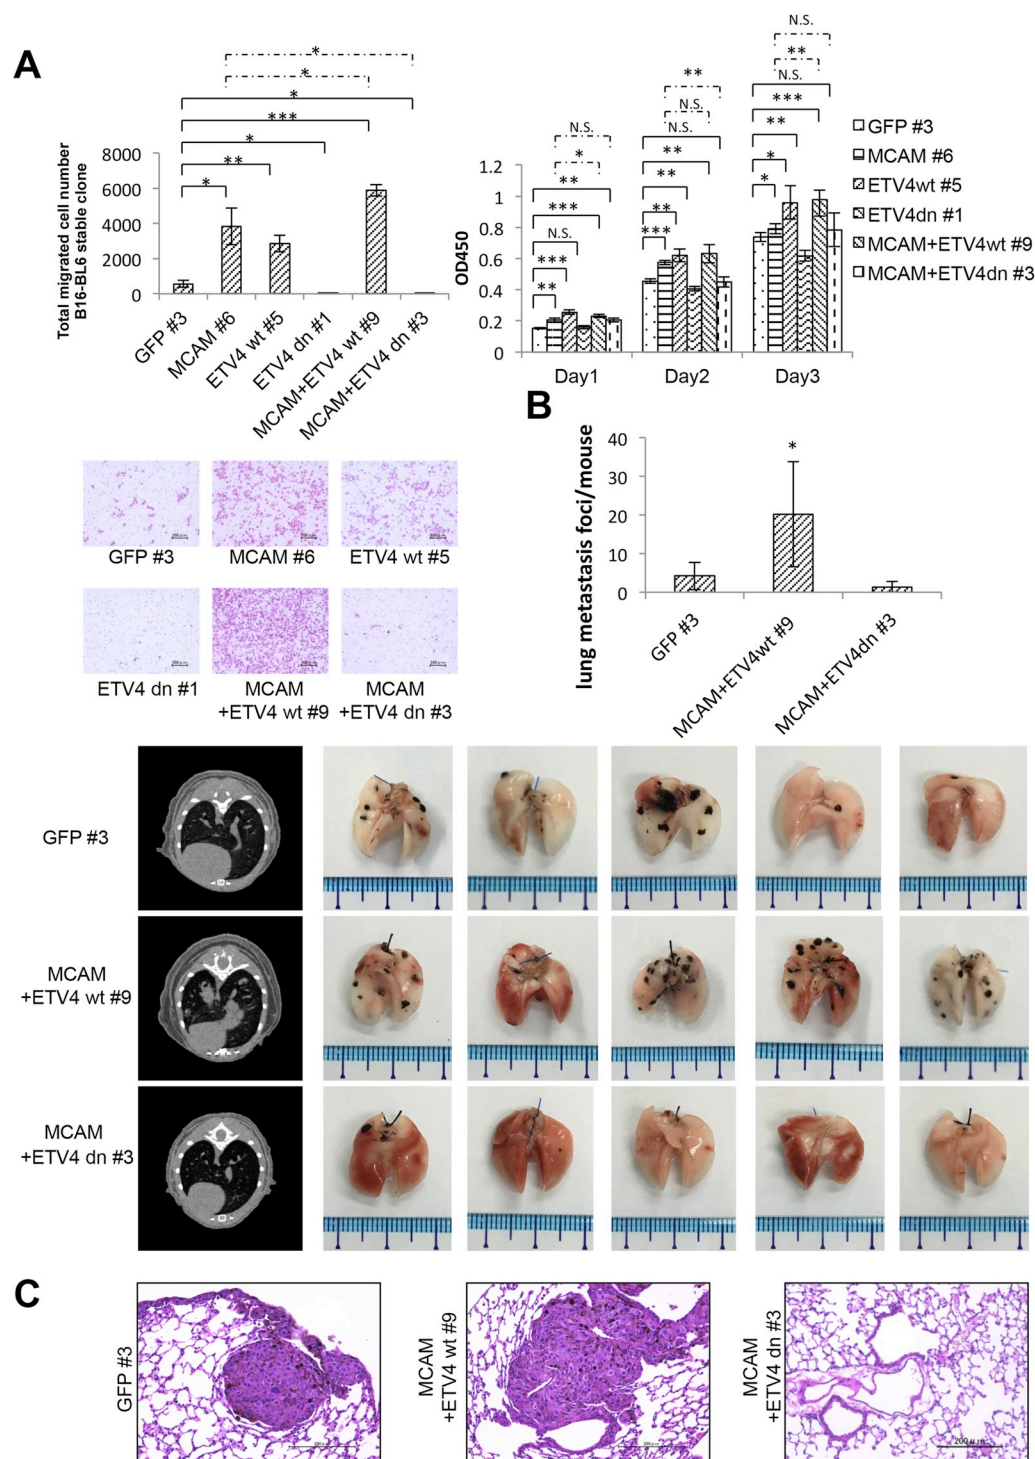 A
*
*
*
***
*
**
*
8000
6000
4000
2000
0
Total migrated cell number
B16-BL6 stable clone
GFP #3
MCAM #6
ETV4 wt #5
ETV4 dn #1
MCAM+ETV4 wt #9
MCAM+ETV4 dn #3
N.S.
*
**
***
N.S.
***
**
**
N.S.
N.S.
**
**
**
***
N.S.
**
N.S.
***
**
*
*
1.2
1
0.8
0.6
0.4
0.2
0
OD450
Day1
Day2
Day3
GFP #3
MCAM #6
ETV4wt #5
ETV4dn #1
MCAM+ETV4wt #9
MCAM+ETV4dn #3
GFP #3
MCAM #6
ETV4 wt #5
ETV4 dn #1
MCAM
+ETV4 wt #9
MCAM
+ETV4 dn #3
B
*
40
30
20
10
0
lung metastasis foci/mouse
GFP #3
MCAM+ETV4wt #9
MCAM+ETV4dn #3
GFP #3
MCAM
+ETV4 wt #9
MCAM
+ETV4 dn #3
C
GFP #3
MCAM
+ETV4 wt #9
MCAM
+ETV4 dn #3
200μm